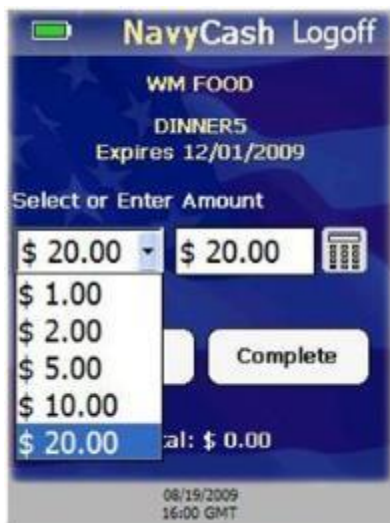 NavyCash Logoff
WM FOOD
DINNER5
Expires 12/01/2009
Select or Enter Amount
$ 20.00 $ 20.00
$ 1.00
$ 2.00
$ 5.00
Complete
$ 10.00
$ 20.00 al: $ 0.00
08/19/2009
16:00 GMT